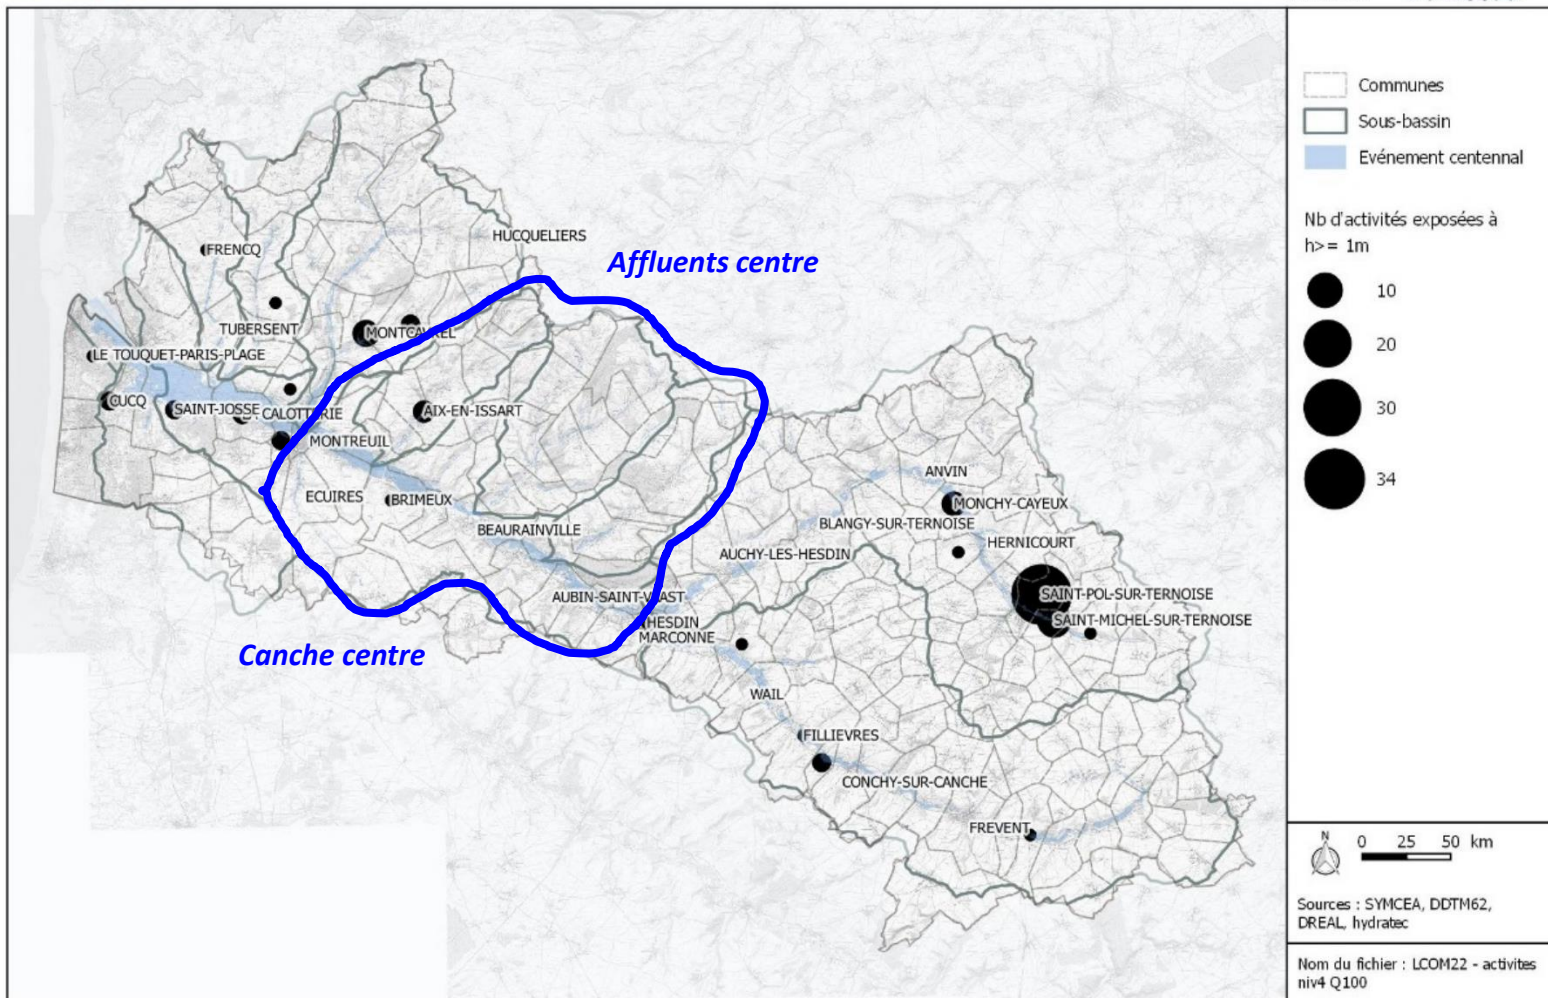 HUCQUELIERS
FRENCQ
Affluents centre
TUBERSENT
MONTCAVREL
LE TOUQUET-PARIS-PLAGE
CUCQ
SAINT-JOSSE
CALOTTERIE
AIX-EN-ISSART
MONTREUIL
ECUIRES
BRIMEUX
BEAURAINVILLE
ANVIN
MONCHY-CAYEUX
BLANGY-SUR-TERNOISE
HERNICOURT
AUCHY-LES-HESDIN
AUBIN-SAINT-VAAST
SAINT-POL-SUR-TERNOISE
SAINT-MICHEL-SUR-TERNOISE
HESDIN
MARCONNE
Canche centre
WAIL
FILLIEVRES
CONCHY-SUR-CANCHE
FREVENT
Communes
Sous-bassin
Evénement centennal
Nb d'activités exposées à
h>= 1m
10
20
30
34
N
0 25 50 km
Sources : SYMCEA, DDTM62,
DREAL, hydratec
Nom du fichier : LCOM22 - activites
niv4 Q100